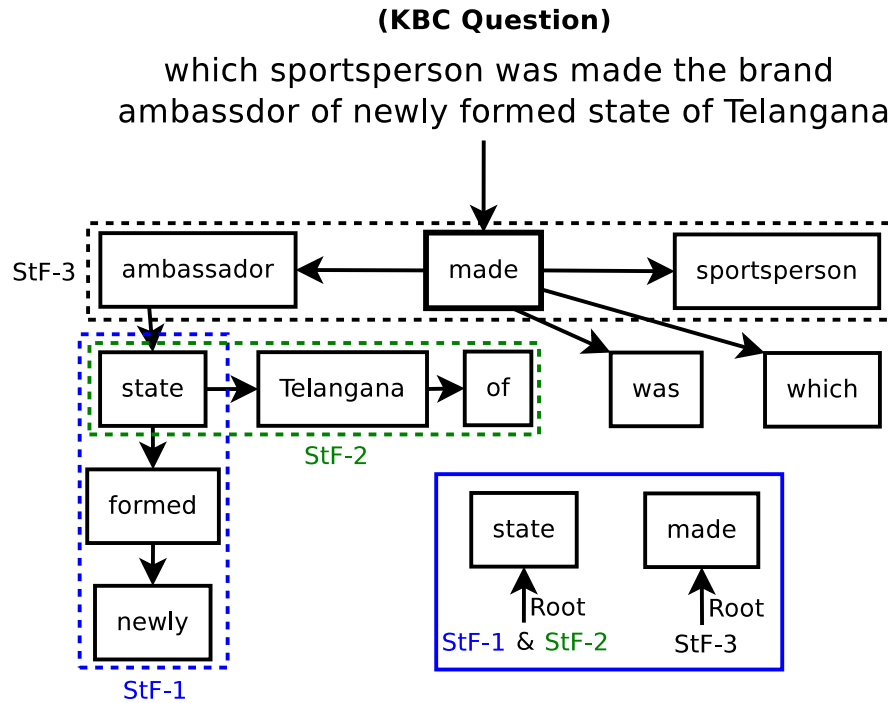 (KBC Question)
which sportsperson was made the brand
ambassdor of newly formed state of Telangana
StF-3
ambassador
made
sportsperson
state
Telangana
of
was
which
StF-2
formed
newly
StF-1
state
made
Root
Root
StF-1 & StF-2
StF-3